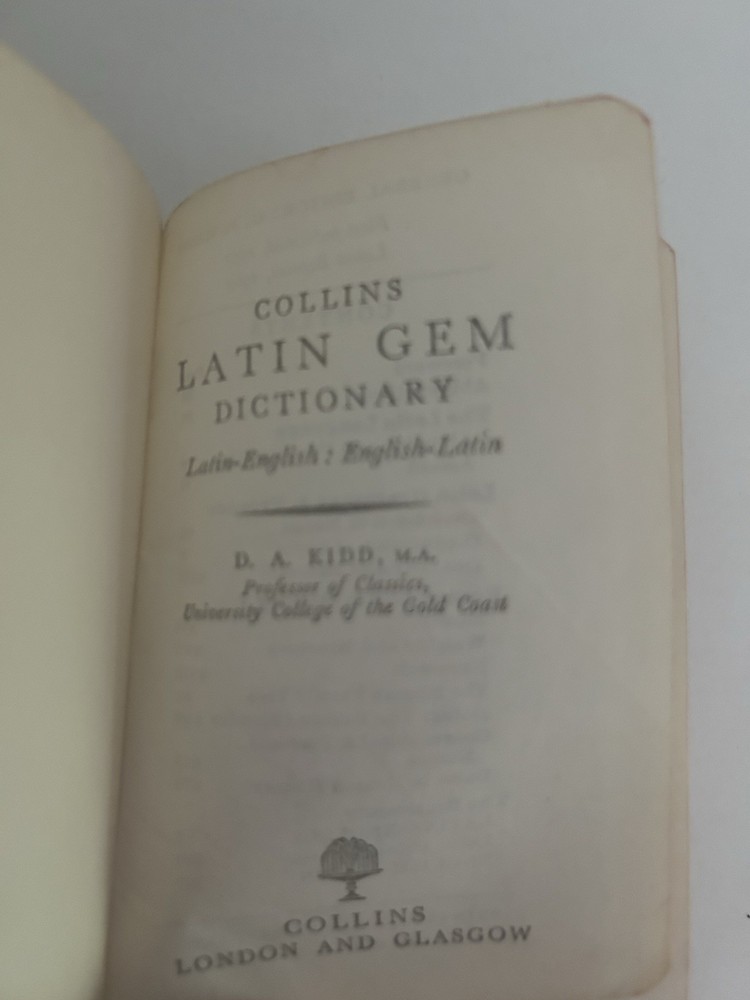 COLLINS
LATIN GEM
DICTIONARY
Latin-English : English-Latin
D. A. KIDD, M.A.
Professor of Classics,
University College of the Gold Coast
COLLINS
LONDON AND GLASGOW